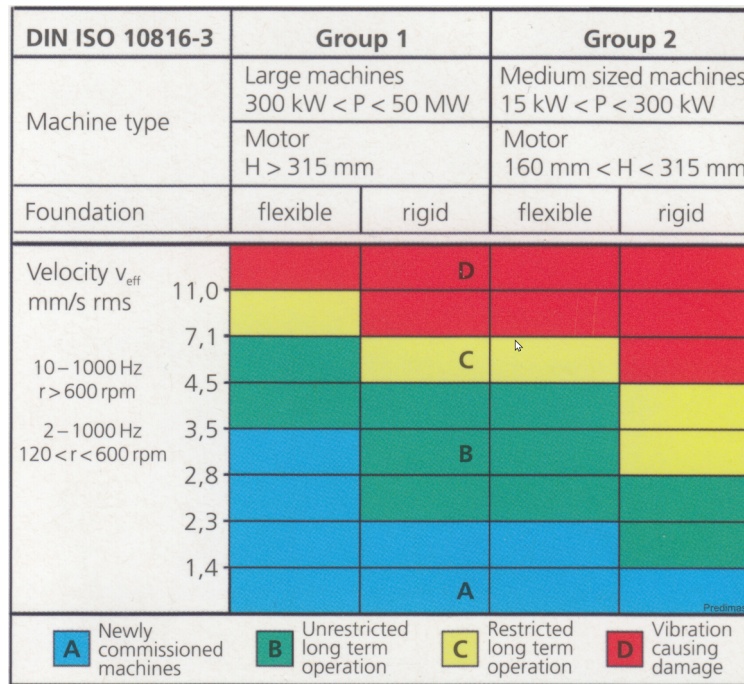 DIN ISO 10816-3
Group 1
Group 2
Machine type
Large machines
300 kW < P < 50 MW
Medium sized machines
15 kW < P < 300 kW
Motor
H > 315 mm
Motor
160 mm < H < 315 mm
Foundation
flexible
rigid
flexible
rigid
Velocity v eff
mm/s rms
10 – 1000 Hz
r > 600 rpm
2 – 1000 Hz
120 < r < 600 rpm
11,0
7,1
4,5
3,5
2,8
2,3
1,4
D
C
B
A
Predimas
A
Newly
commissioned
machines
B
Unrestricted
long term
operation
C
Restricted
long term
operation
D
Vibration
causing
damage